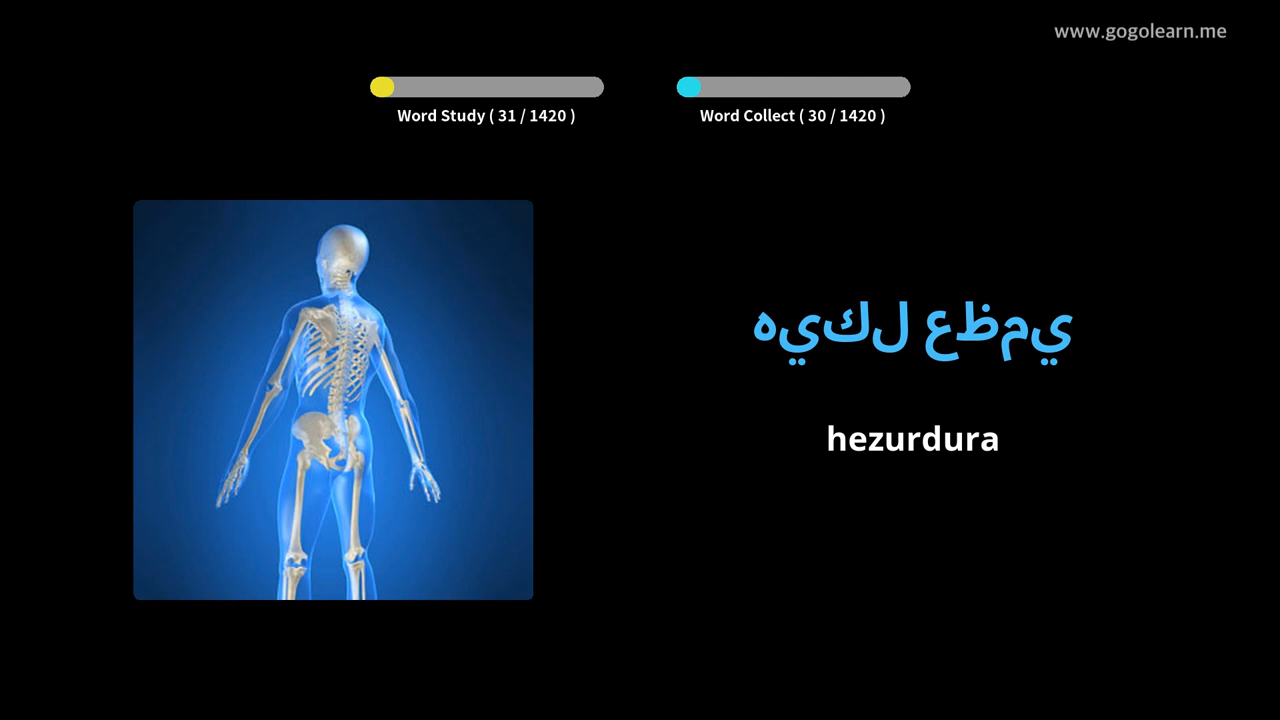 www.gogolearn.me
Word Study ( 31 / 1420 )
Word Collect ( 30 / 1420 )
هيكل عظمي
hezurdura